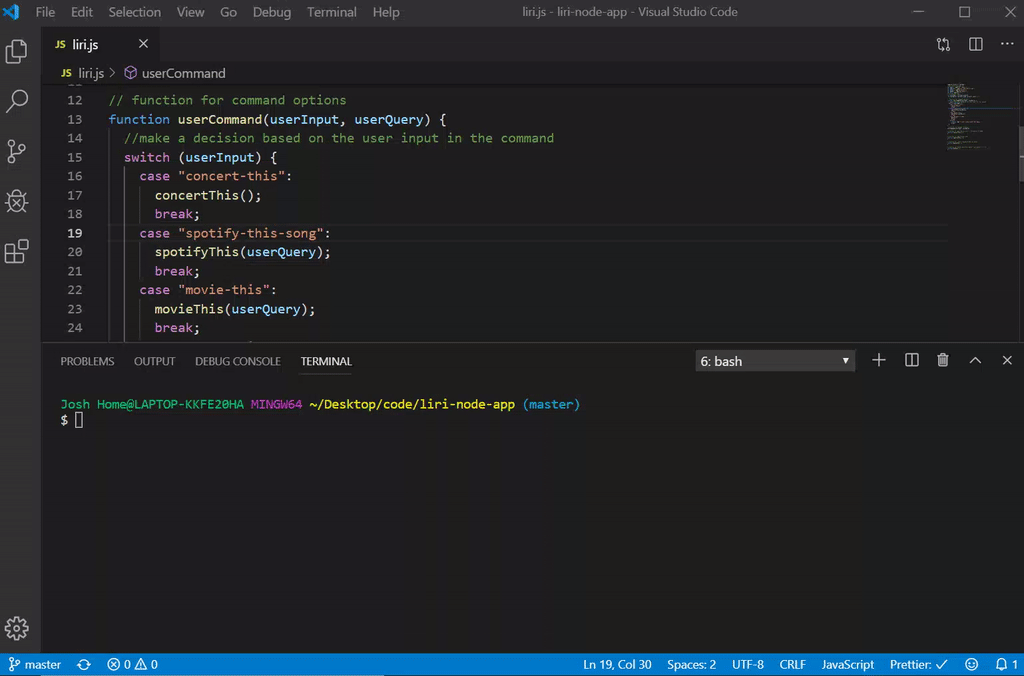 File Edit Selection View Go Debug Terminal Help liri.js - liri-node-app - Visual Studio Code
JS liri.js
JS liri.js > userCommand
12 // function for command options
13 function userCommand(userInput, userQuery) {
14 //make a decision based on the user input in the command
15 switch (userInput) {
16 case "concert-this":
17 concertThis();
18 break;
19 case "spotify-this-song":
20 spotifyThis(userQuery);
21 break;
22 case "movie-this":
23 movieThis(userQuery);
24 break;
PROBLEMS OUTPUT DEBUG CONSOLE TERMINAL 6: bash
Josh Home@LAPTOP-KKFE20HA MINGW64 ~/Desktop/code/liri-node-app (master)
$
master 0 0 Ln 19, Col 30 Spaces: 2 UTF-8 CRLF JavaScript Prettier: ✓ 1